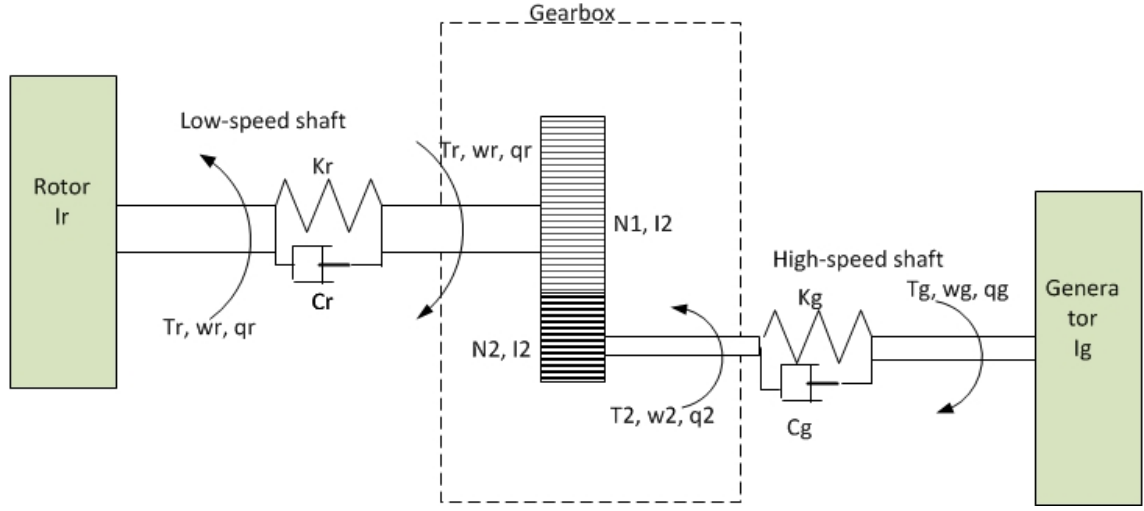 Gearbox
Low-speed shaft
Tr, wr, qr
Kr
Rotor
Ir
N1, I2
High-speed shaft
Tg, wg, qg
Kg
Genera
tor
Ig
Cr
Tr, wr, qr
N2, I2
T2, w2, q2
Cg